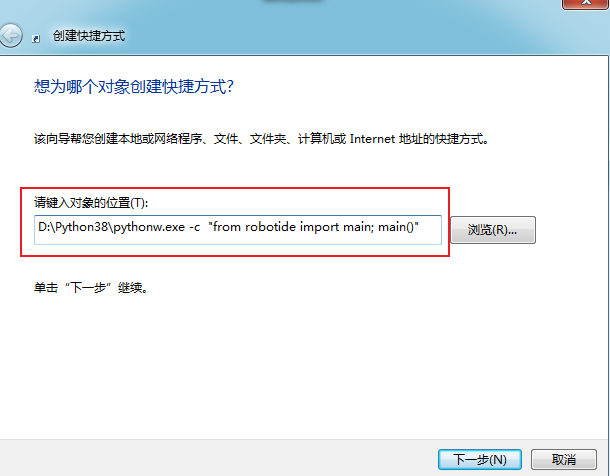 创建快捷方式
想为哪个对象创建快捷方式?
该向导帮您创建本地或网络程序、文件、文件夹、计算机或 Internet 地址的快捷方式。
请键入对象的位置(T):
D:\Python38\pythonw.exe -c  "from robotide import main; main()"
浏览(R)...
单击“下一步”继续。
下一步(N)
取消